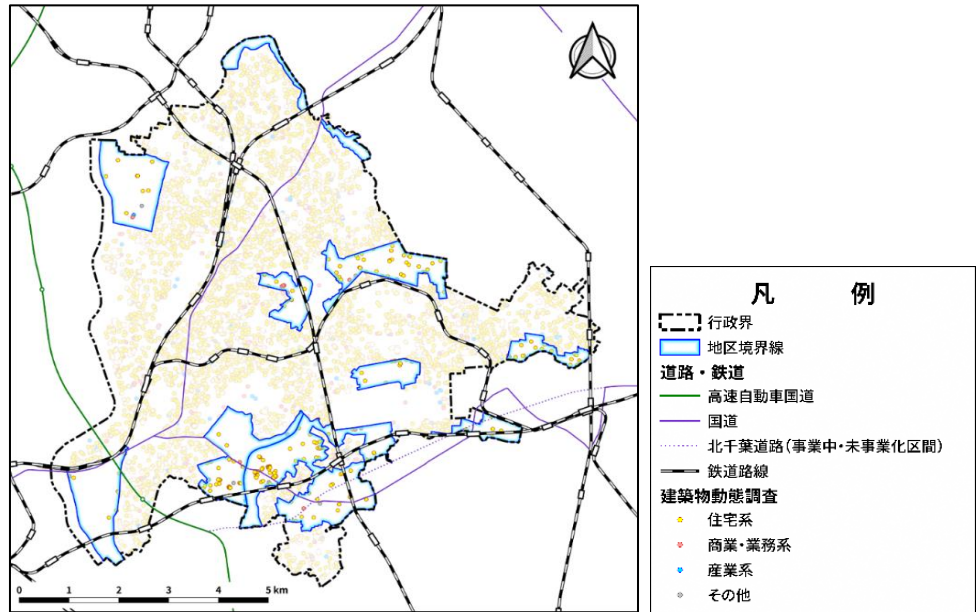 0 1 2 3 4 5 km
凡 例
行政界
地区境界線
道路・鉄道
高速自動車国道
国道
北千葉道路(事業中・未事業化区間)
鉄道路線
建築物動態調査
住宅系
商業・業務系
産業系
その他